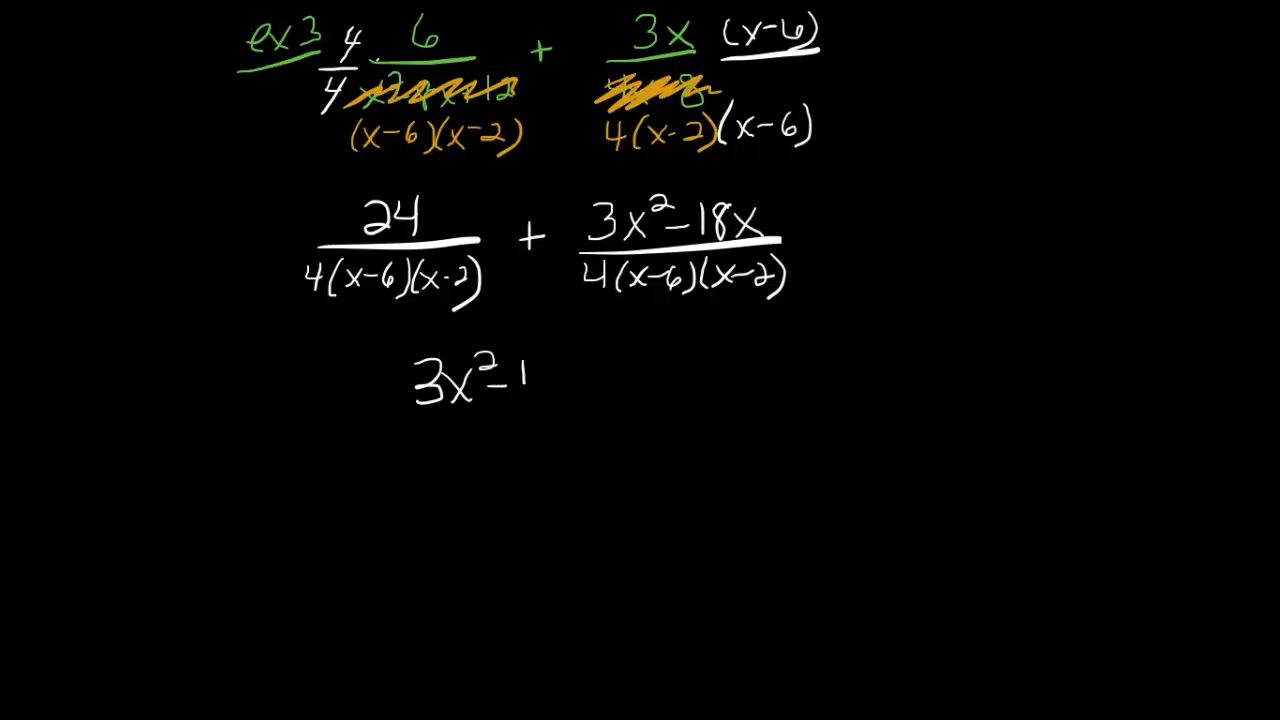 ex3 4 6 + 3x (x-6)
4
(x-6)(x-2) 4(x-2)(x-6)
24 + 3x²-18x
4(x-6)(x-2) 4(x-6)(x-2)
3x²-1